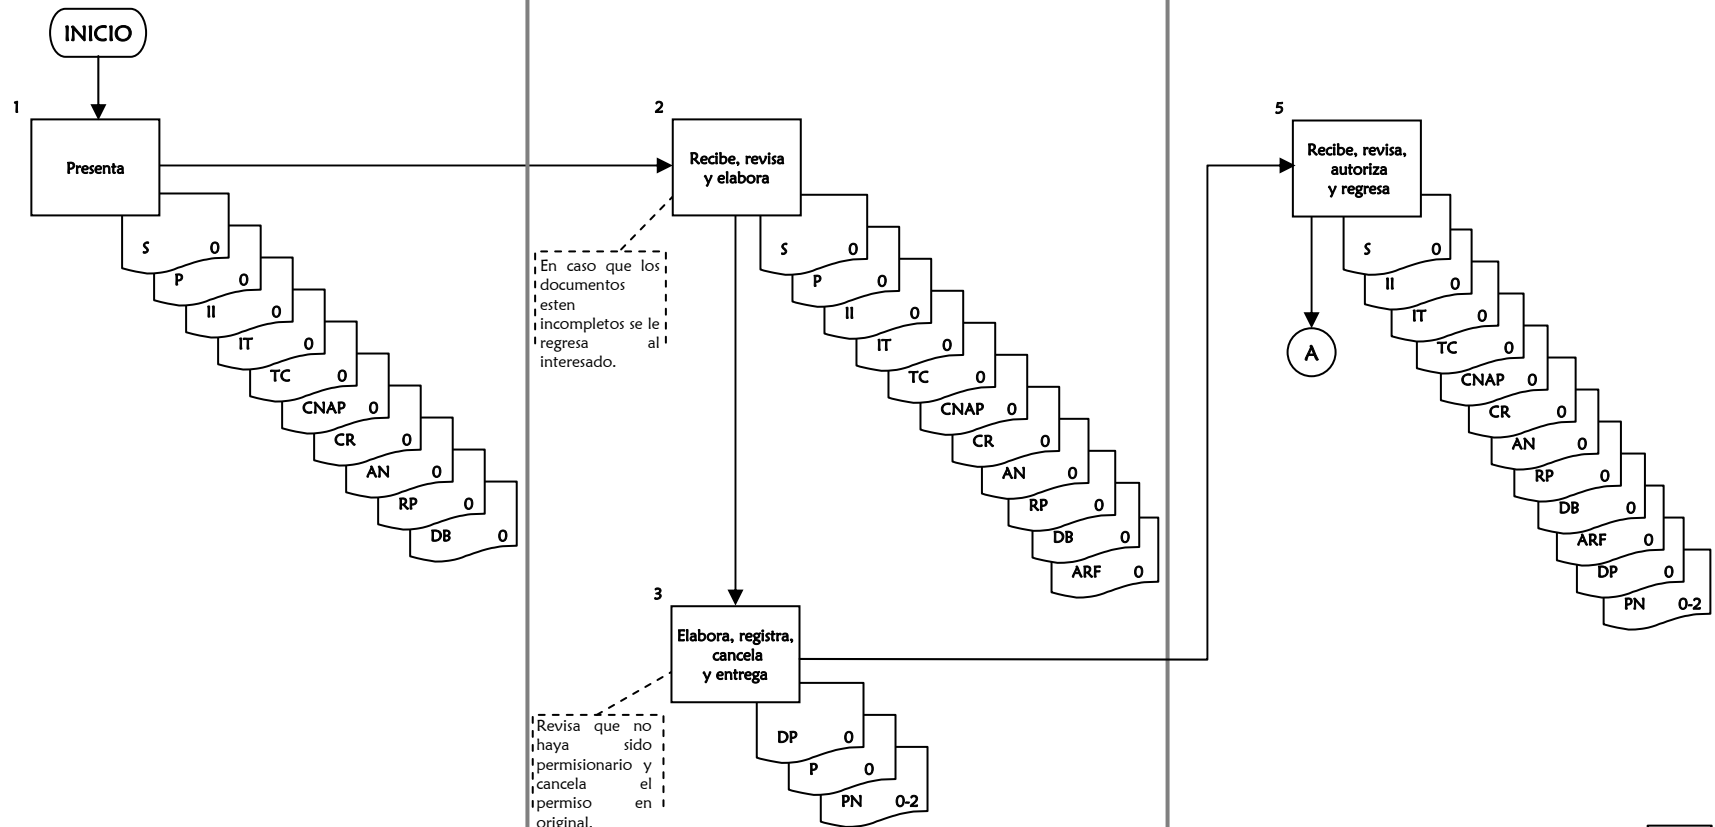 INICIO
1
Presenta
S 0
P 0
II 0
IT 0
TC 0
CNAP 0
CR 0
AN 0
RP 0
DB 0
2
Recibe, revisa
y elabora
En caso que los
documentos
esten
incompletos se le
regresa al
interesado.
S 0
P 0
II 0
IT 0
TC 0
CNAP 0
CR 0
AN 0
RP 0
DB 0
ARF 0
3
Elabora, registra,
cancela
y entrega
Revisa que no
haya sido
permisionario y
cancela el
permiso en
original.
DP 0
P 0
PN 0-2
5
Recibe, revisa,
autoriza
y regresa
A
S 0
II 0
IT 0
TC 0
CNAP 0
CR 0
AN 0
RP 0
DB 0
ARF 0
DP 0
PN 0-2